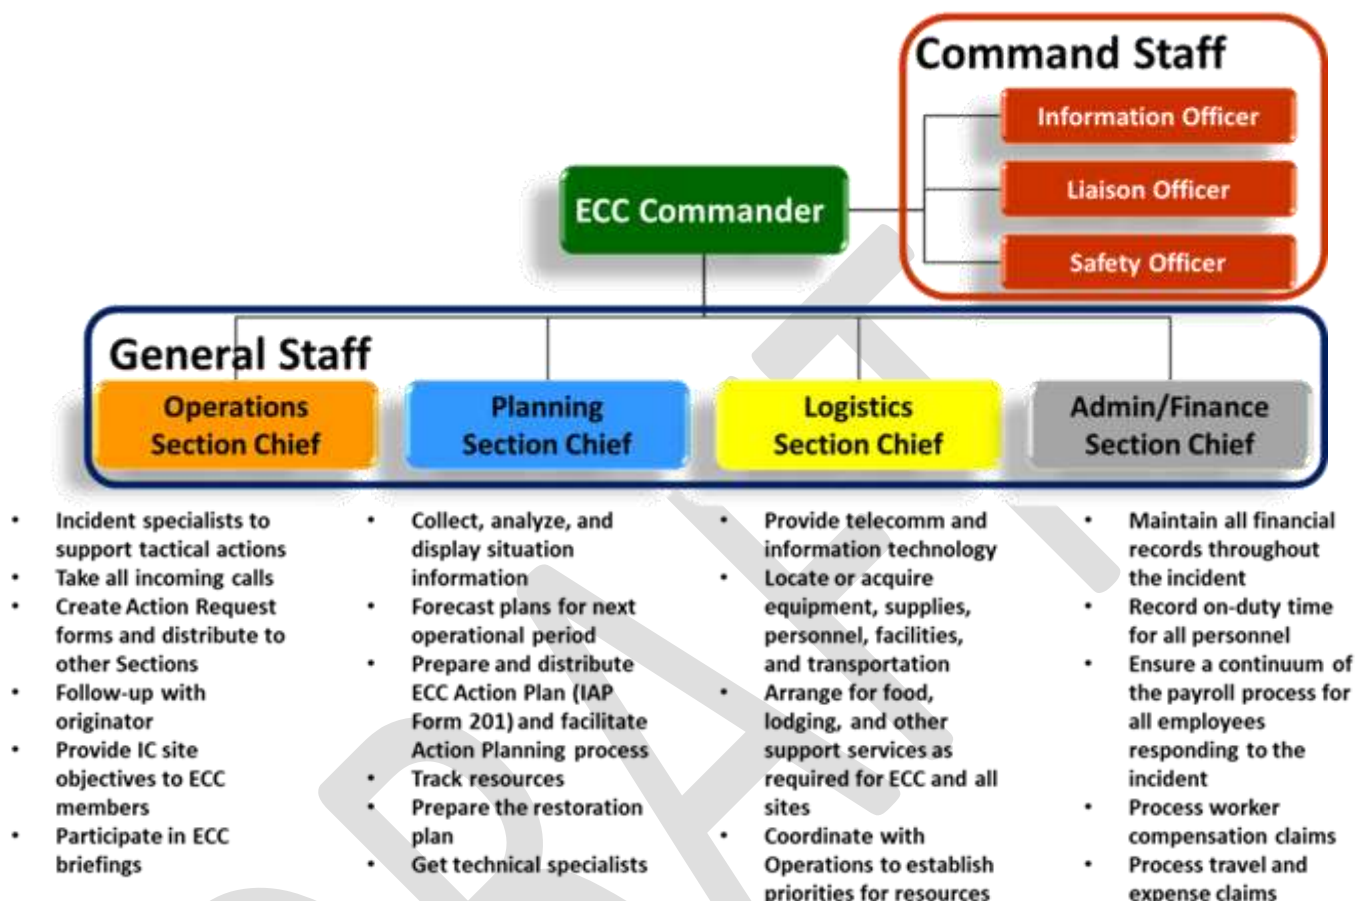 Command Staff
Information Officer
Liaison Officer
Safety Officer
ECC Commander
General Staff
Operations
Section Chief
Planning
Section Chief
Logistics
Section Chief
Admin/Finance
Section Chief
• Incident specialists to
support tactical actions
• Take all incoming calls
• Create Action Request
forms and distribute to
other Sections
• Follow-up with
originator
• Provide IC site
objectives to ECC
members
• Participate in ECC
briefings
• Collect, analyze, and
display situation
information
• Forecast plans for next
operational period
• Prepare and distribute
ECC Action Plan (IAP
Form 201) and facilitate
Action Planning process
• Track resources
• Prepare the restoration
plan
• Get technical specialists
• Provide telecomm and
information technology
• Locate or acquire
equipment, supplies,
personnel, facilities,
and transportation
• Arrange for food,
lodging, and other
support services as
required for ECC and all
sites
• Coordinate with
Operations to establish
priorities for resources
• Maintain all financial
records throughout
the incident
• Record on-duty time
for all personnel
• Ensure a continuum of
the payroll process for
all employees
responding to the
incident
• Process worker
compensation claims
• Process travel and
expense claims
DRAFT